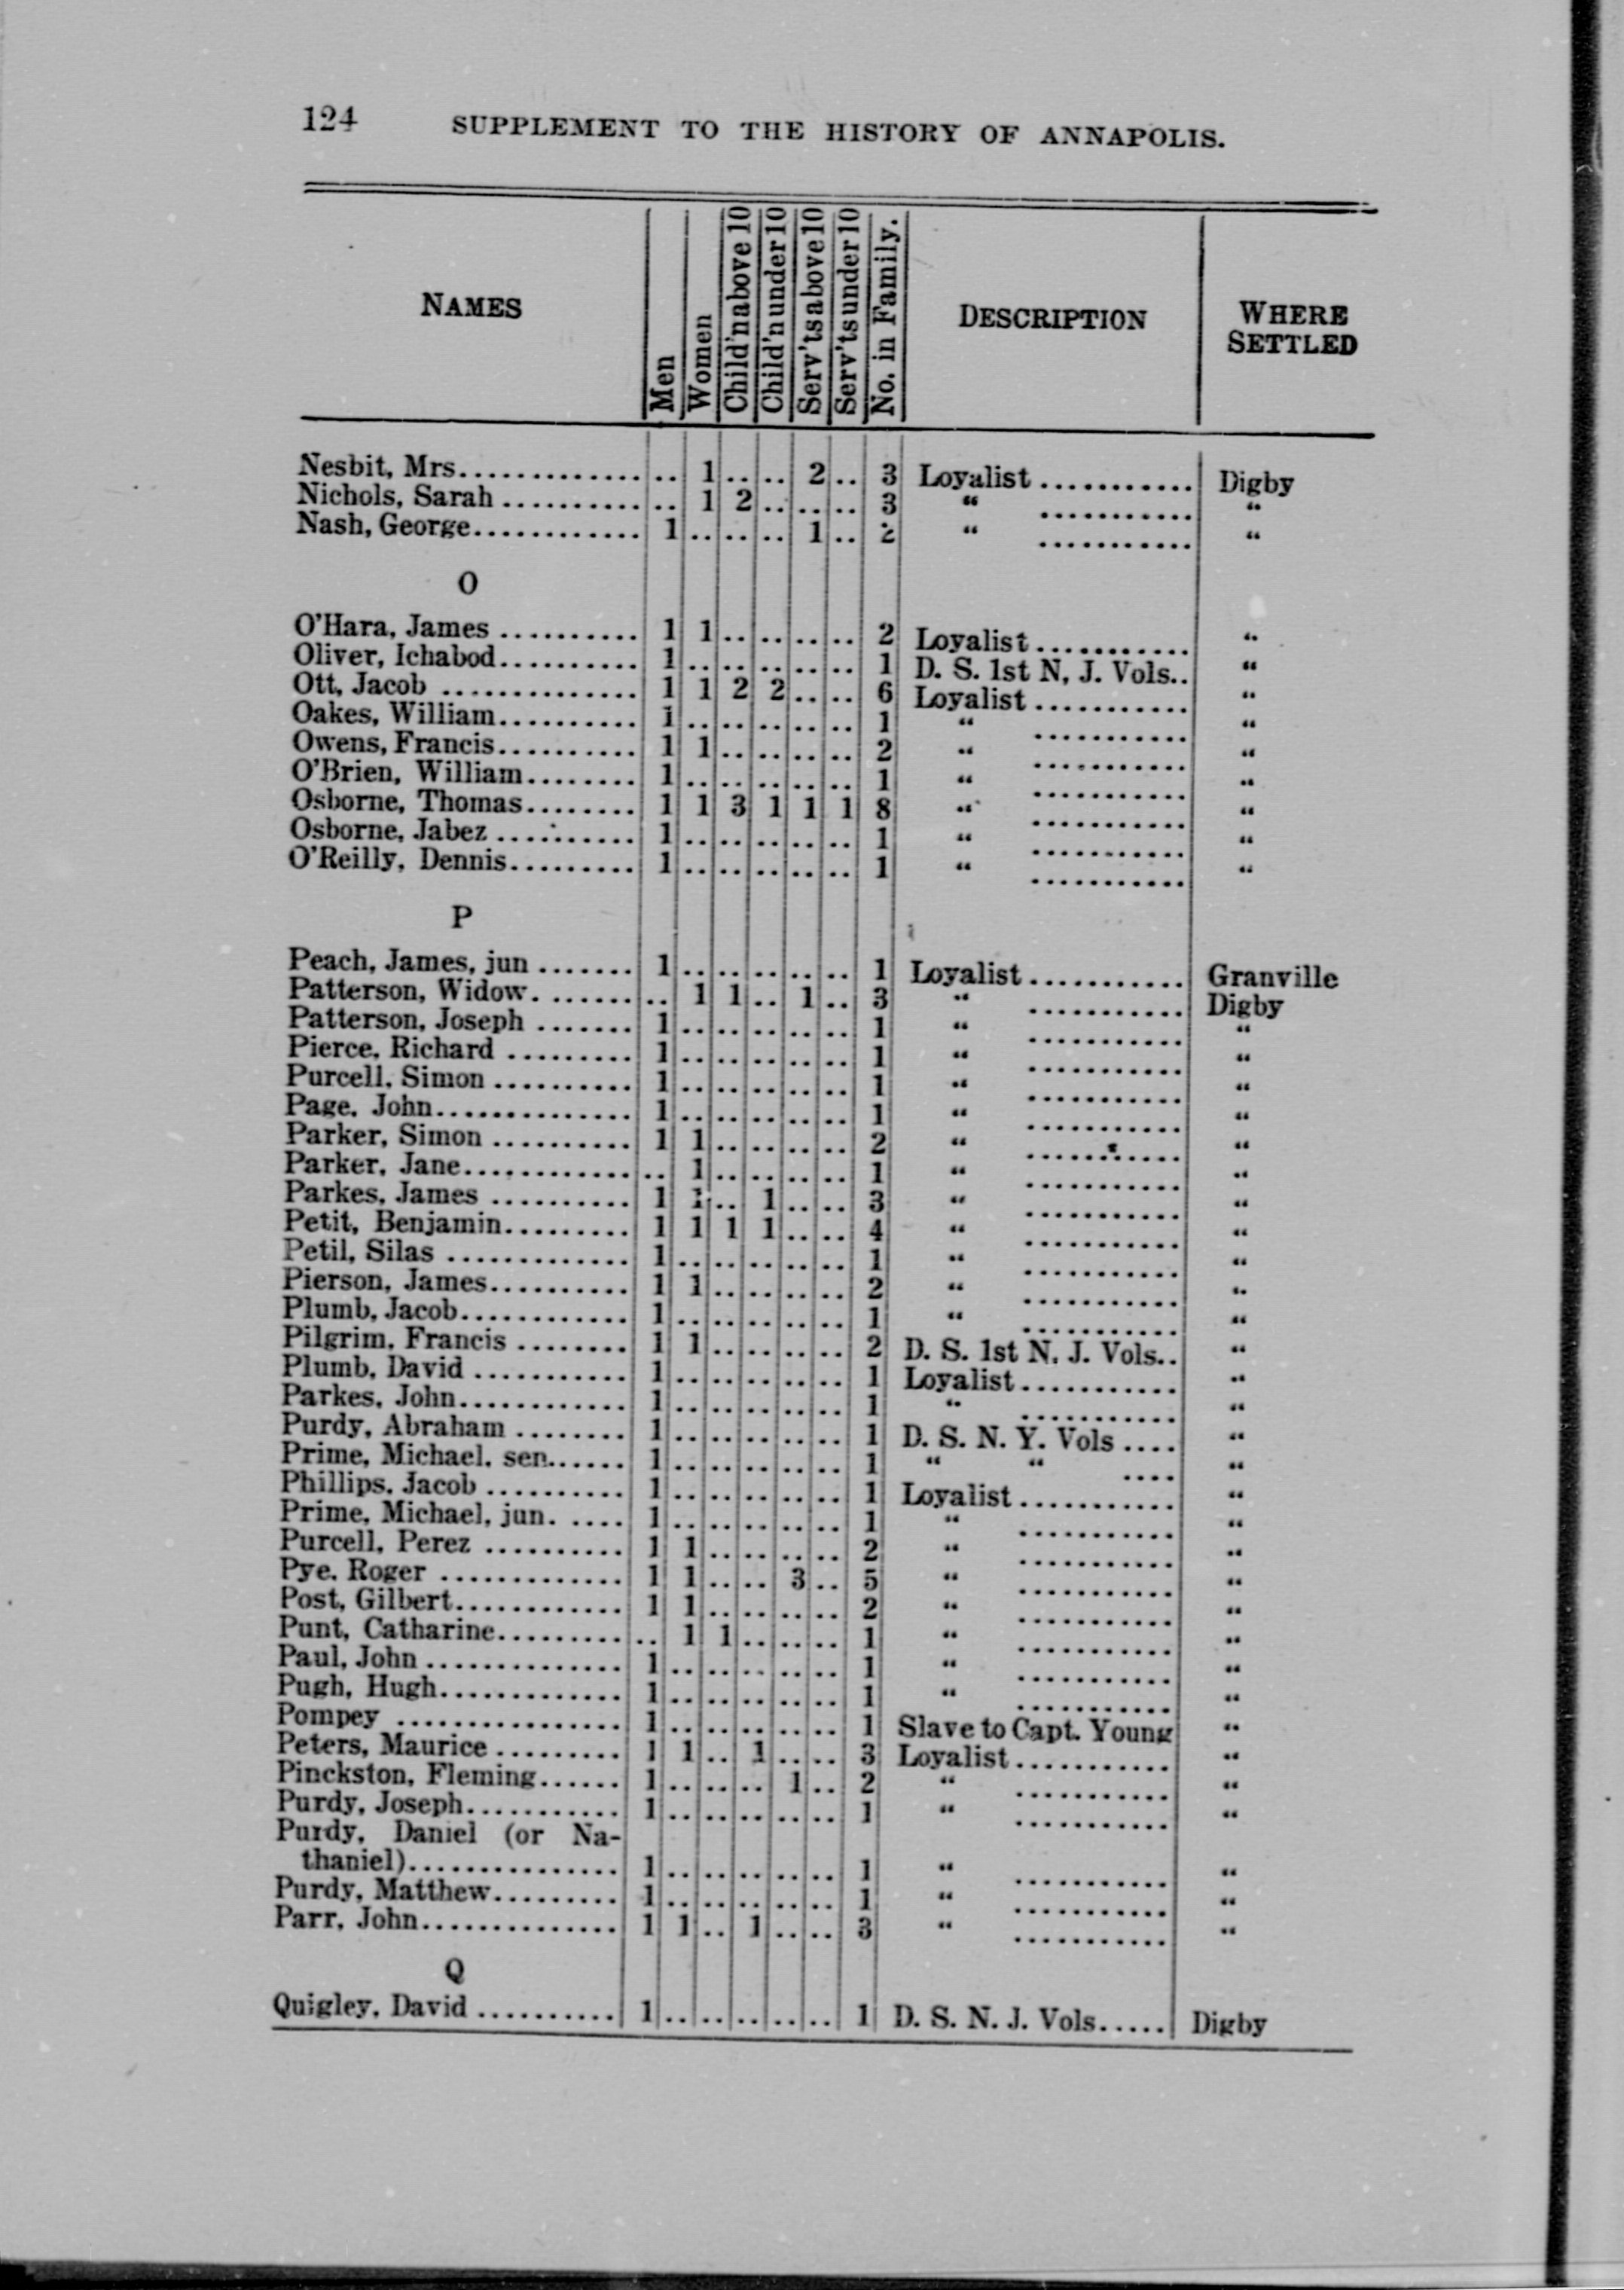 124 SUPPLEMENT TO THE HISTORY OF ANNAPOLIS.
NAMES Men Women Child'n above 10 Child'n under 10 Serv'ts above 10 Serv'ts under 10 No. in Family. DESCRIPTION WHERE SETTLED
Nesbit, Mrs.............. .. 1 .. .. 2 .. 3 Loyalist ........... Digby
Nichols, Sarah ........... .. 1 2 .. .. .. 3 “ ........... “
Nash, George............. 1 .. .. .. 1 .. 2 “ ........... “
O
O'Hara, James ........... 1 1 .. .. .. .. 2 Loyalist............ “
Oliver, Ichabod........... 1 .. .. .. .. .. 1 D. S. 1st N, J. Vols.. “
Ott, Jacob ............... 1 1 2 2 .. .. 6 Loyalist ........... “
Oakes, William........... 1 .. .. .. .. .. 1 “ ........... “
Owens, Francis........... 1 1 .. .. .. .. 2 “ ........... “
O'Brien, William........ 1 .. .. .. .. .. 1 “ ........... “
Osborne, Thomas........ 1 1 3 1 1 1 8 “ ........... “
Osborne, Jabez .......... 1 .. .. .. .. .. 1 “ ........... “
O'Reilly, Dennis......... 1 .. .. .. .. .. 1 “ ........... “
P
Peach, James, jun ....... 1 .. .. .. .. .. 1 Loyalist ........... Granville
Patterson, Widow. ....... .. 1 1 .. 1 .. 3 “ ........... Digby
Patterson, Joseph ....... 1 .. .. .. .. .. 1 “ ........... “
Pierce, Richard ......... 1 .. .. .. .. .. 1 “ ........... “
Purcell, Simon .......... 1 .. .. .. .. .. 1 “ ........... “
Page, John............... 1 .. .. .. .. .. 1 “ ........... “
Parker, Simon .......... 1 1 .. .. .. .. 2 “ ........... “
Parker, Jane............. .. 1 .. .. .. .. 1 “ ........... “
Parkes, James .......... 1 1 .. 1 .. .. 3 “ ........... “
Petit, Benjamin.......... 1 1 1 1 .. .. 4 “ ........... “
Petil, Silas ............. 1 .. .. .. .. .. 1 “ ........... “
Pierson, James........... 1 1 .. .. .. .. 2 “ ........... “
Plumb, Jacob............. 1 .. .. .. .. .. 1 “ ........... “
Pilgrim, Francis ........ 1 1 .. .. .. .. 2 D. S. 1st N. J. Vols.. “
Plumb, David ........... 1 .. .. .. .. .. 1 Loyalist........... “
Parkes, John............. 1 .. .. .. .. .. 1 “ ........... “
Purdy, Abraham ........ 1 .. .. .. .. .. 1 D. S. N. Y. Vols .... “
Prime, Michael, sen...... 1 .. .. .. .. .. 1 “ “ .... “
Phillips, Jacob .......... 1 .. .. .. .. .. 1 Loyalist ........... “
Prime, Michael, jun. .... 1 .. .. .. .. .. 1 “ ........... “
Purcell, Perez .......... 1 1 .. .. .. .. 2 “ ........... “
Pye, Roger ............. 1 1 .. .. 3 .. 5 “ ........... “
Post, Gilbert............ 1 1 .. .. .. .. 2 “ ........... “
Punt, Catharine......... .. 1 1 .. .. .. 1 “ ........... “
Paul, John .............. 1 .. .. .. .. .. 1 “ ........... “
Pugh, Hugh............. 1 .. .. .. .. .. 1 “ ........... “
Pompey ................ 1 .. .. .. .. .. 1 Slave to Capt. Young “
Peters, Maurice ......... 1 1 .. 1 .. .. 3 Loyalist ........... “
Pinckston, Fleming...... 1 .. .. .. 1 .. 2 “ ........... “
Purdy, Joseph........... 1 .. .. .. .. .. 1 “ ........... “
Purdy, Daniel (or Na-
thaniel)............... 1 .. .. .. .. .. 1 “ ........... “
Purdy, Matthew......... 1 .. .. .. .. .. 1 “ ........... “
Parr, John.............. 1 1 .. 1 .. .. 3 “ ........... “
Q
Quigley, David .......... 1 .. .. .. .. .. 1 D. S. N. J. Vols..... Digby